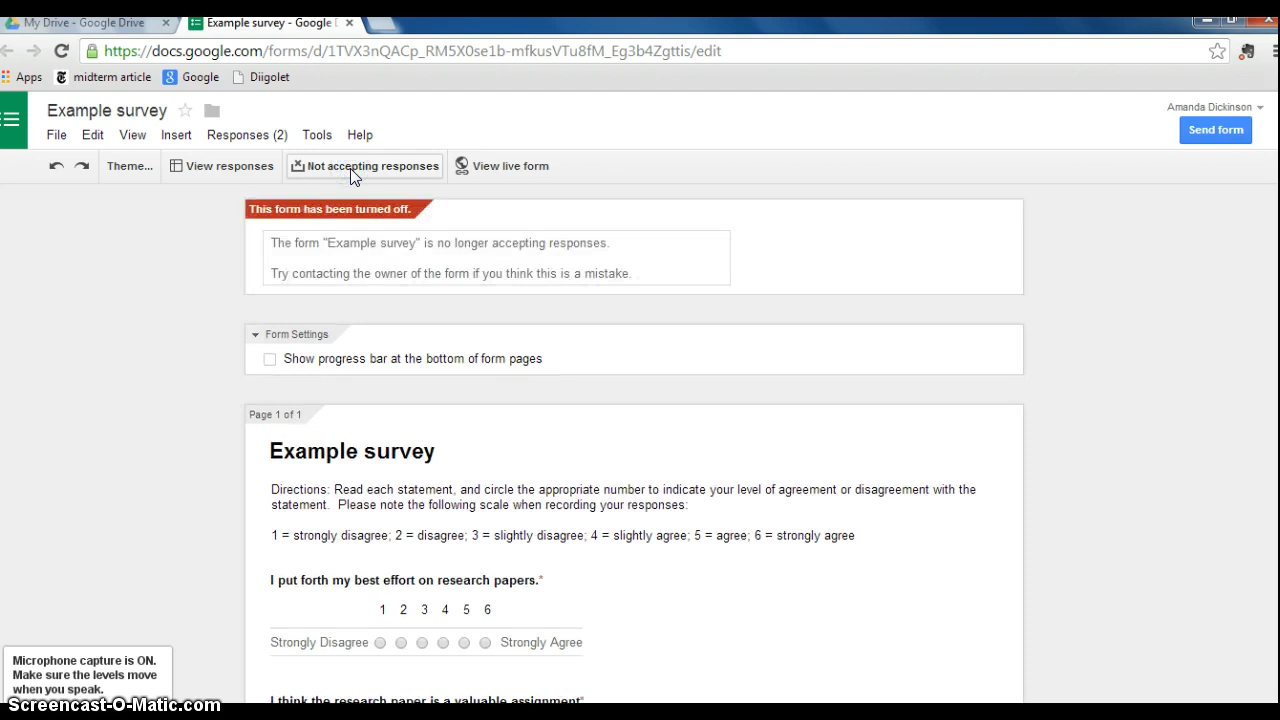 My Drive - Google Drive
Example survey - Google
https://docs.google.com/forms/d/1TVX3nQACp_RM5X0se1b-mfkusVTu8fM_Eg3b4Zgttis/edit
Apps midterm article Google Diigolet
Example survey
Amanda Dickinson
File Edit View Insert Responses (2) Tools Help
Send form
Theme... View responses Not accepting responses View live form
This form has been turned off.
The form "Example survey" is no longer accepting responses.
Try contacting the owner of the form if you think this is a mistake.
Form Settings
Show progress bar at the bottom of form pages
Page 1 of 1
Example survey
Directions: Read each statement, and circle the appropriate number to indicate your level of agreement or disagreement with the
statement. Please note the following scale when recording your responses:
1 = strongly disagree; 2 = disagree; 3 = slightly disagree; 4 = slightly agree; 5 = agree; 6 = strongly agree
I put forth my best effort on research papers.*
1 2 3 4 5 6
Strongly Disagree Strongly Agree
I think the research paper is a valuable assignment*
Microphone capture is ON.
Make sure the levels move
when you speak.
Screencast-O-Matic.com